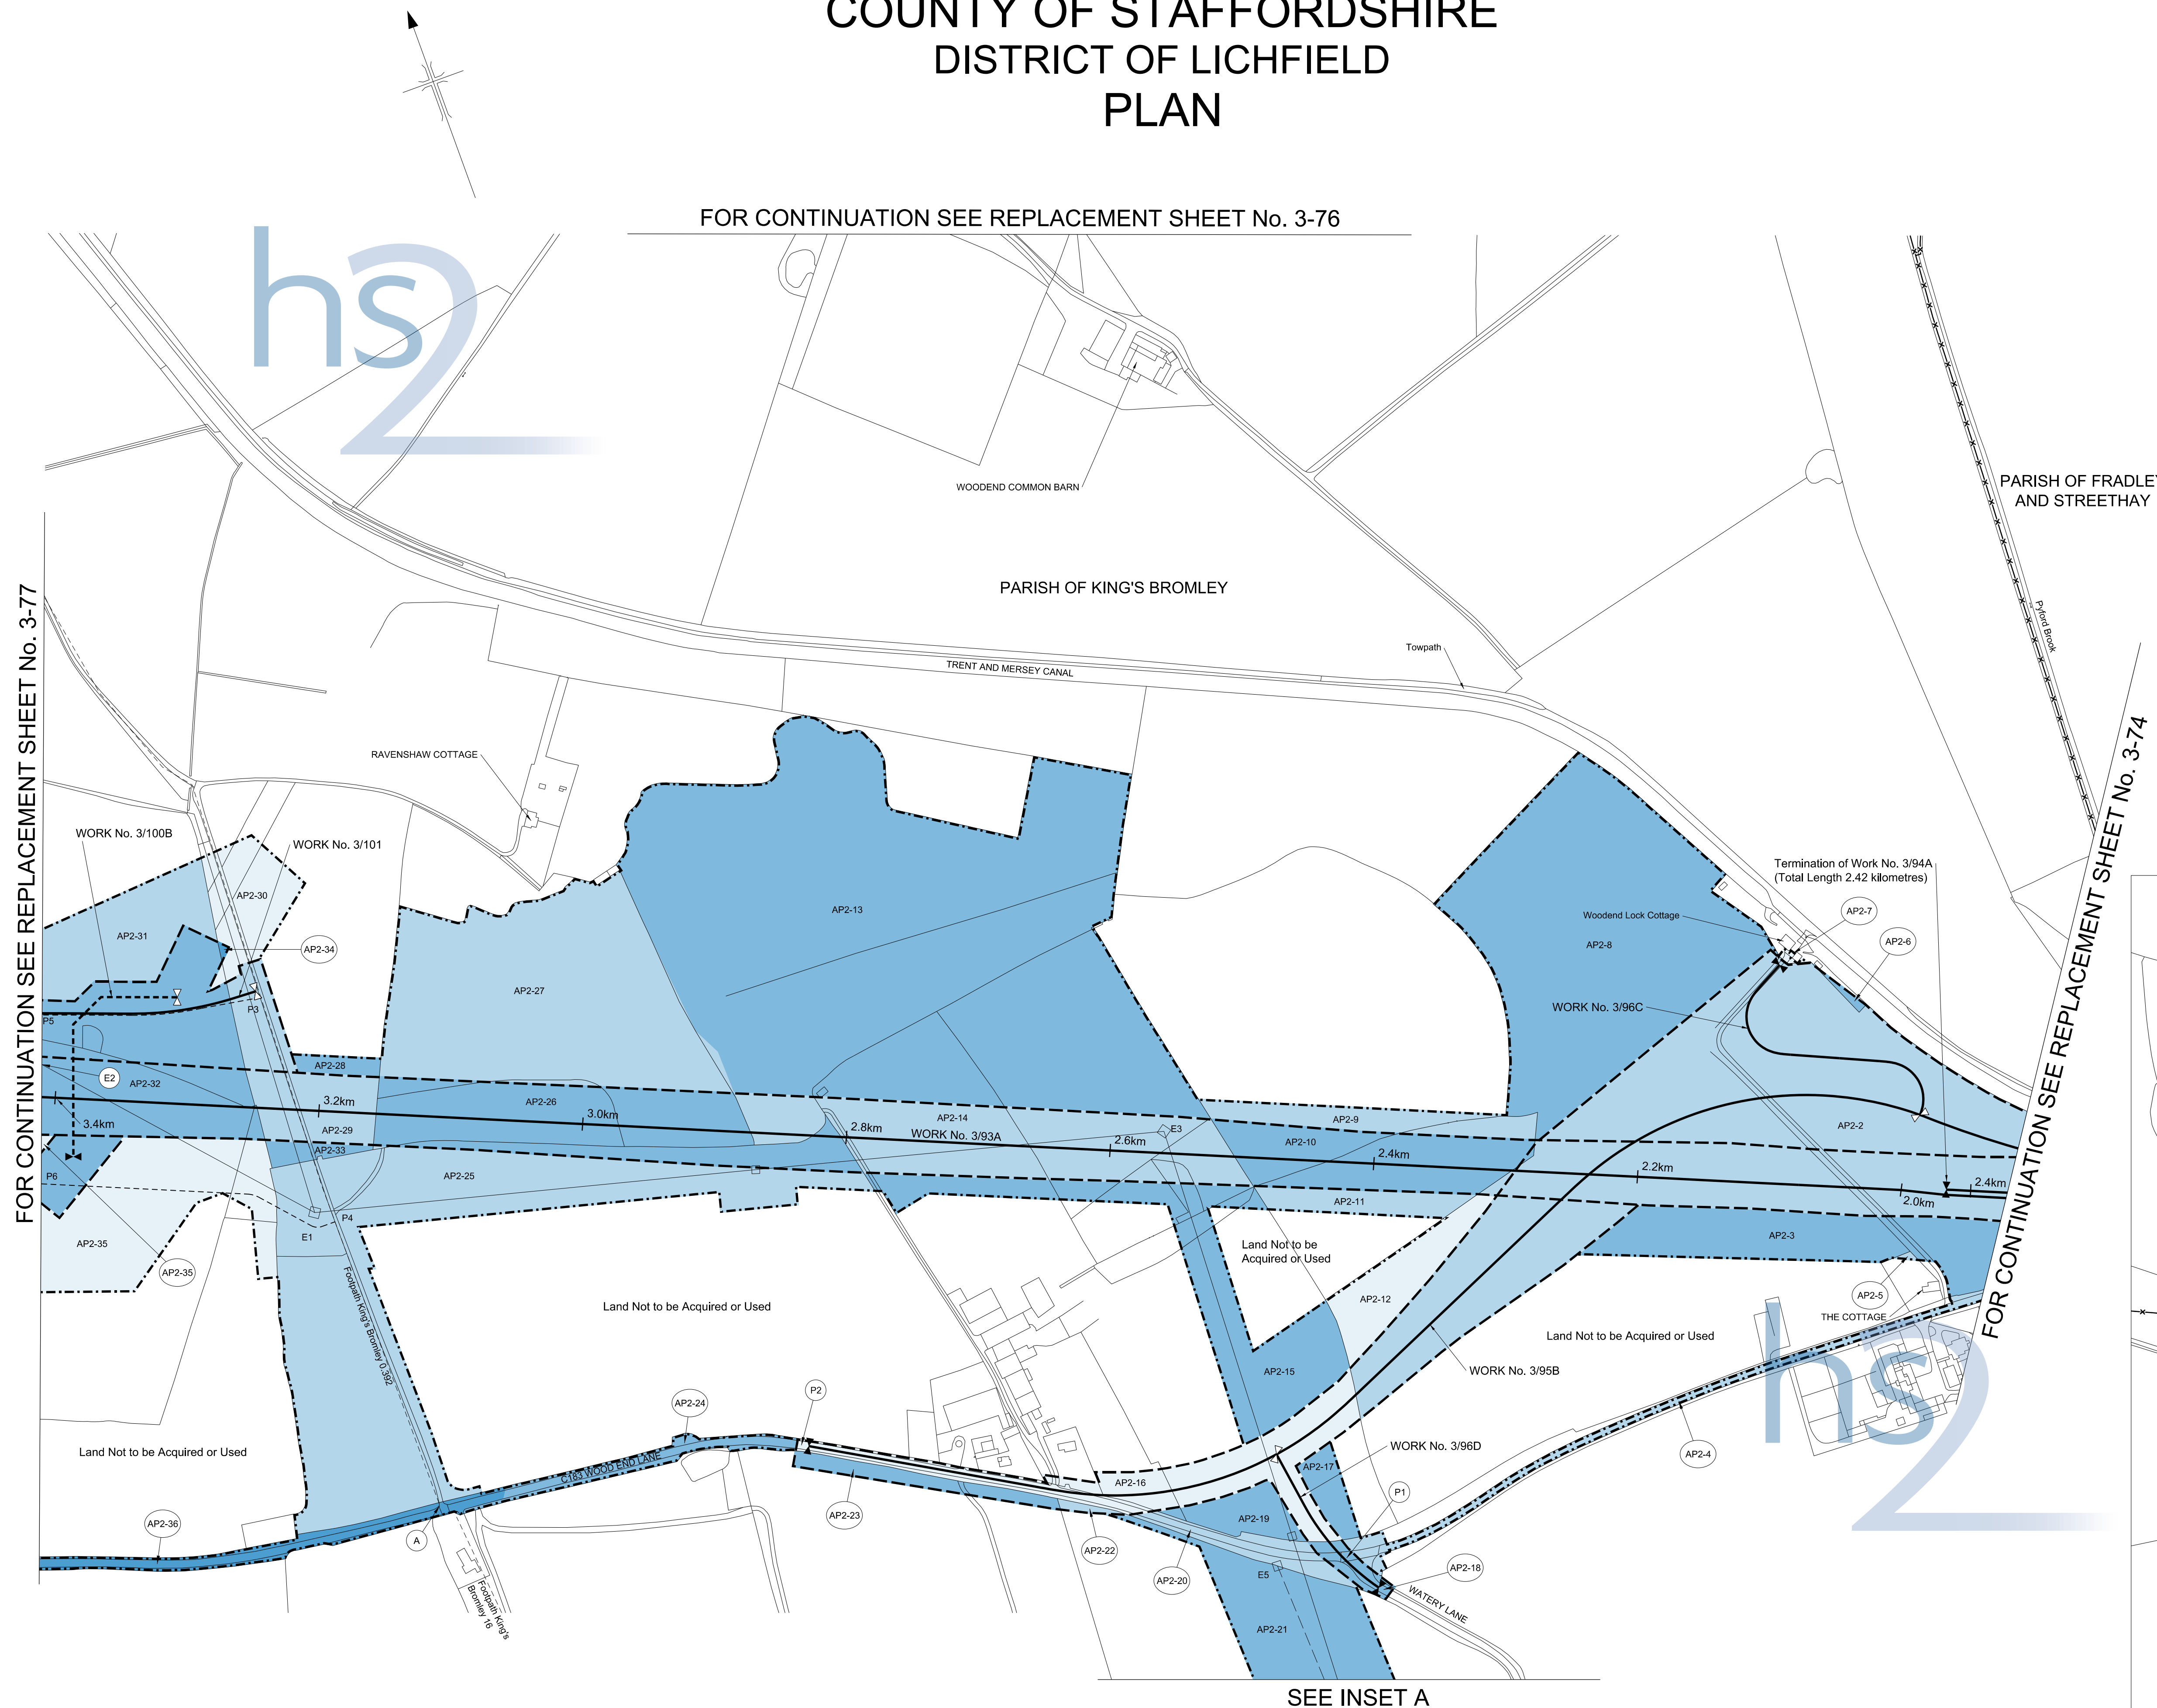 COUNTY OF STAFFORDSHIRE
DISTRICT OF LICHFIELD
PLAN
FOR CONTINUATION SEE REPLACEMENT SHEET No. 3-76
hs2
WOODEND COMMON BARN
PARISH OF FRADLEY
AND STREETHAY
PARISH OF KING'S BROMLEY
Pyford Brook
Towpath
TRENT AND MERSEY CANAL
FOR CONTINUATION SEE REPLACEMENT SHEET No. 3-77
FOR CONTINUATION SEE REPLACEMENT SHEET No. 3-74
RAVENSHAW COTTAGE
WORK No. 3/100B
WORK No. 3/101
Termination of Work No. 3/94A
(Total Length 2.42 kilometres)
AP2-30
AP2-13
AP2-7
Woodend Lock Cottage
AP2-31
AP2-34
AP2-8
AP2-6
AP2-27
WORK No. 3/96C
P3
P5
AP2-28
E2
AP2-32
AP2-26
3.2km
3.0km
AP2-14
AP2-9
AP2-2
3.4km
AP2-29
2.8km
WORK No. 3/93A
E3
2.6km
AP2-10
AP2-33
2.4km
P6
AP2-25
2.2km
2.4km
2.0km
AP2-11
P4
E1
AP2-35
AP2-3
Land Not to be
Acquired or Used
AP2-35
Footpath King's Bromley 0.392
AP2-12
AP2-5
Land Not to be Acquired or Used
THE COTTAGE
Land Not to be Acquired or Used
hs2
AP2-15
WORK No. 3/95B
P2
AP2-24
Land Not to be Acquired or Used
C183 WOOD END LANE
WORK No. 3/96D
AP2-4
AP2-17
AP2-16
P1
AP2-23
AP2-36
A
AP2-19
AP2-22
AP2-20
E5
AP2-18
WATERY LANE
Footpath King's
Bromley 16
AP2-21
SEE INSET A